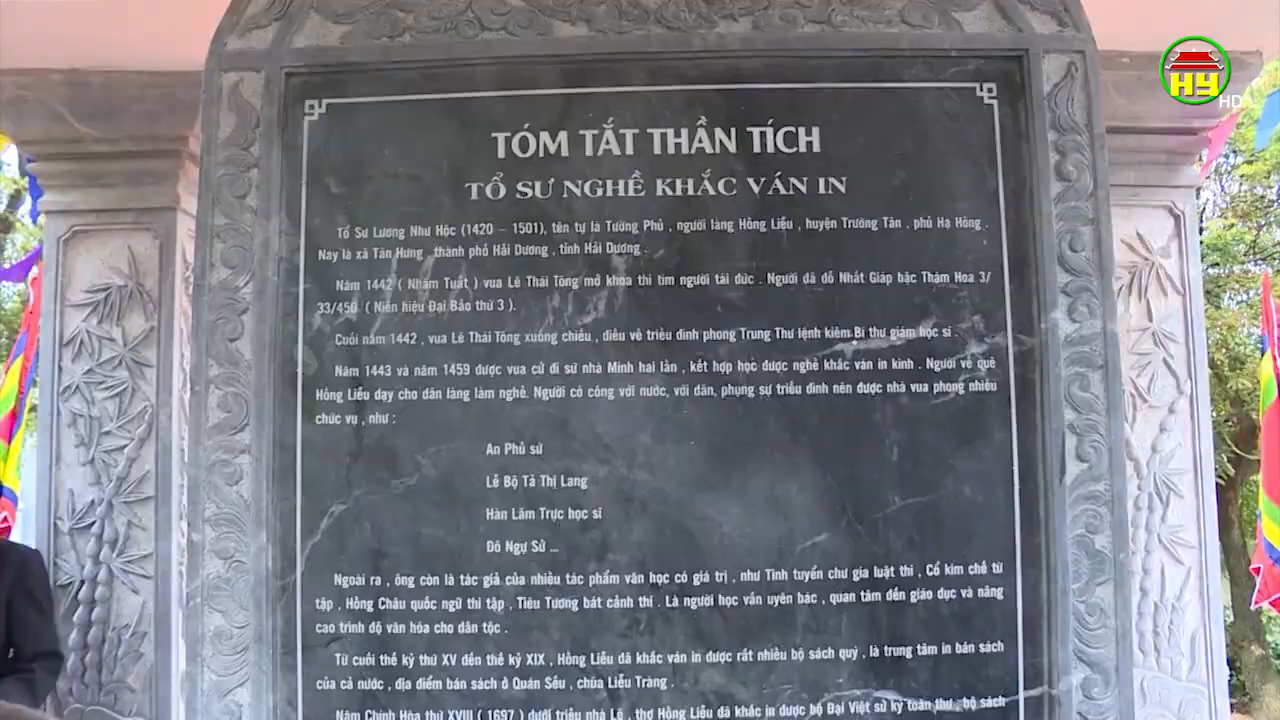 HY
HD
TÓM TẮT THẦN TÍCH
TỔ SƯ NGHỀ KHẮC VÁN IN
Tổ Sư Lương Như Hộc (1420 – 1501), tên tự là Tường Phủ , người làng Hồng Liễu , huyện Trường Tân , phủ Hạ Hồng .
Nay là xã Tân Hưng , thành phố Hải Dương , tỉnh Hải Dương .
Năm 1442 ( Nhâm Tuất ) vua Lê Thái Tông mở khoa thi tìm người tài đức . Người đã đỗ Nhất Giáp bậc Thám Hoa 3/
33/450 ( Niên hiệu Đại Bảo thứ 3 ).
Cuối năm 1442 , vua Lê Thái Tông xuống chiếu , điều về triều đình phong Trung Thư lệnh kiêm Bí thư giám học sĩ .
Năm 1443 và năm 1459 được vua cử đi sứ nhà Minh hai lần , kết hợp học được nghề khắc ván in kinh . Người về quê
Hồng Liễu dạy cho dân làng làm nghề. Người có công với nước, với dân, phụng sự triều đình nên được nhà vua phong nhiều
chức vụ , như :
An Phủ sứ
Lễ Bộ Tả Thị Lang
Hàn Lâm Trực học sĩ
Đô Ngự Sử ...
Ngoài ra , ông còn là tác giả của nhiều tác phẩm văn học có giá trị , như Tinh tuyển chư gia luật thi , Cổ kim chế từ
tập , Hồng Châu quốc ngữ thi tập , Tiêu Tương bát cảnh thi . Là người học vấn uyên bác , quan tâm đến giáo dục và nâng
cao trình độ văn hóa cho dân tộc .
Từ cuối thế kỷ thứ XV đến thế kỷ XIX , Hồng Liễu đã khắc ván in được rất nhiều bộ sách quý , là trung tâm in bán sách
của cả nước , địa điểm bán sách ở Quán Sếu , chùa Liễu Tràng .
Năm Chính Hòa thứ XVIII ( 1697 ) dưới triều nhà Lê , thợ Hồng Liễu đã khắc in được bộ Đại Việt sử ký toàn thư , bộ sách